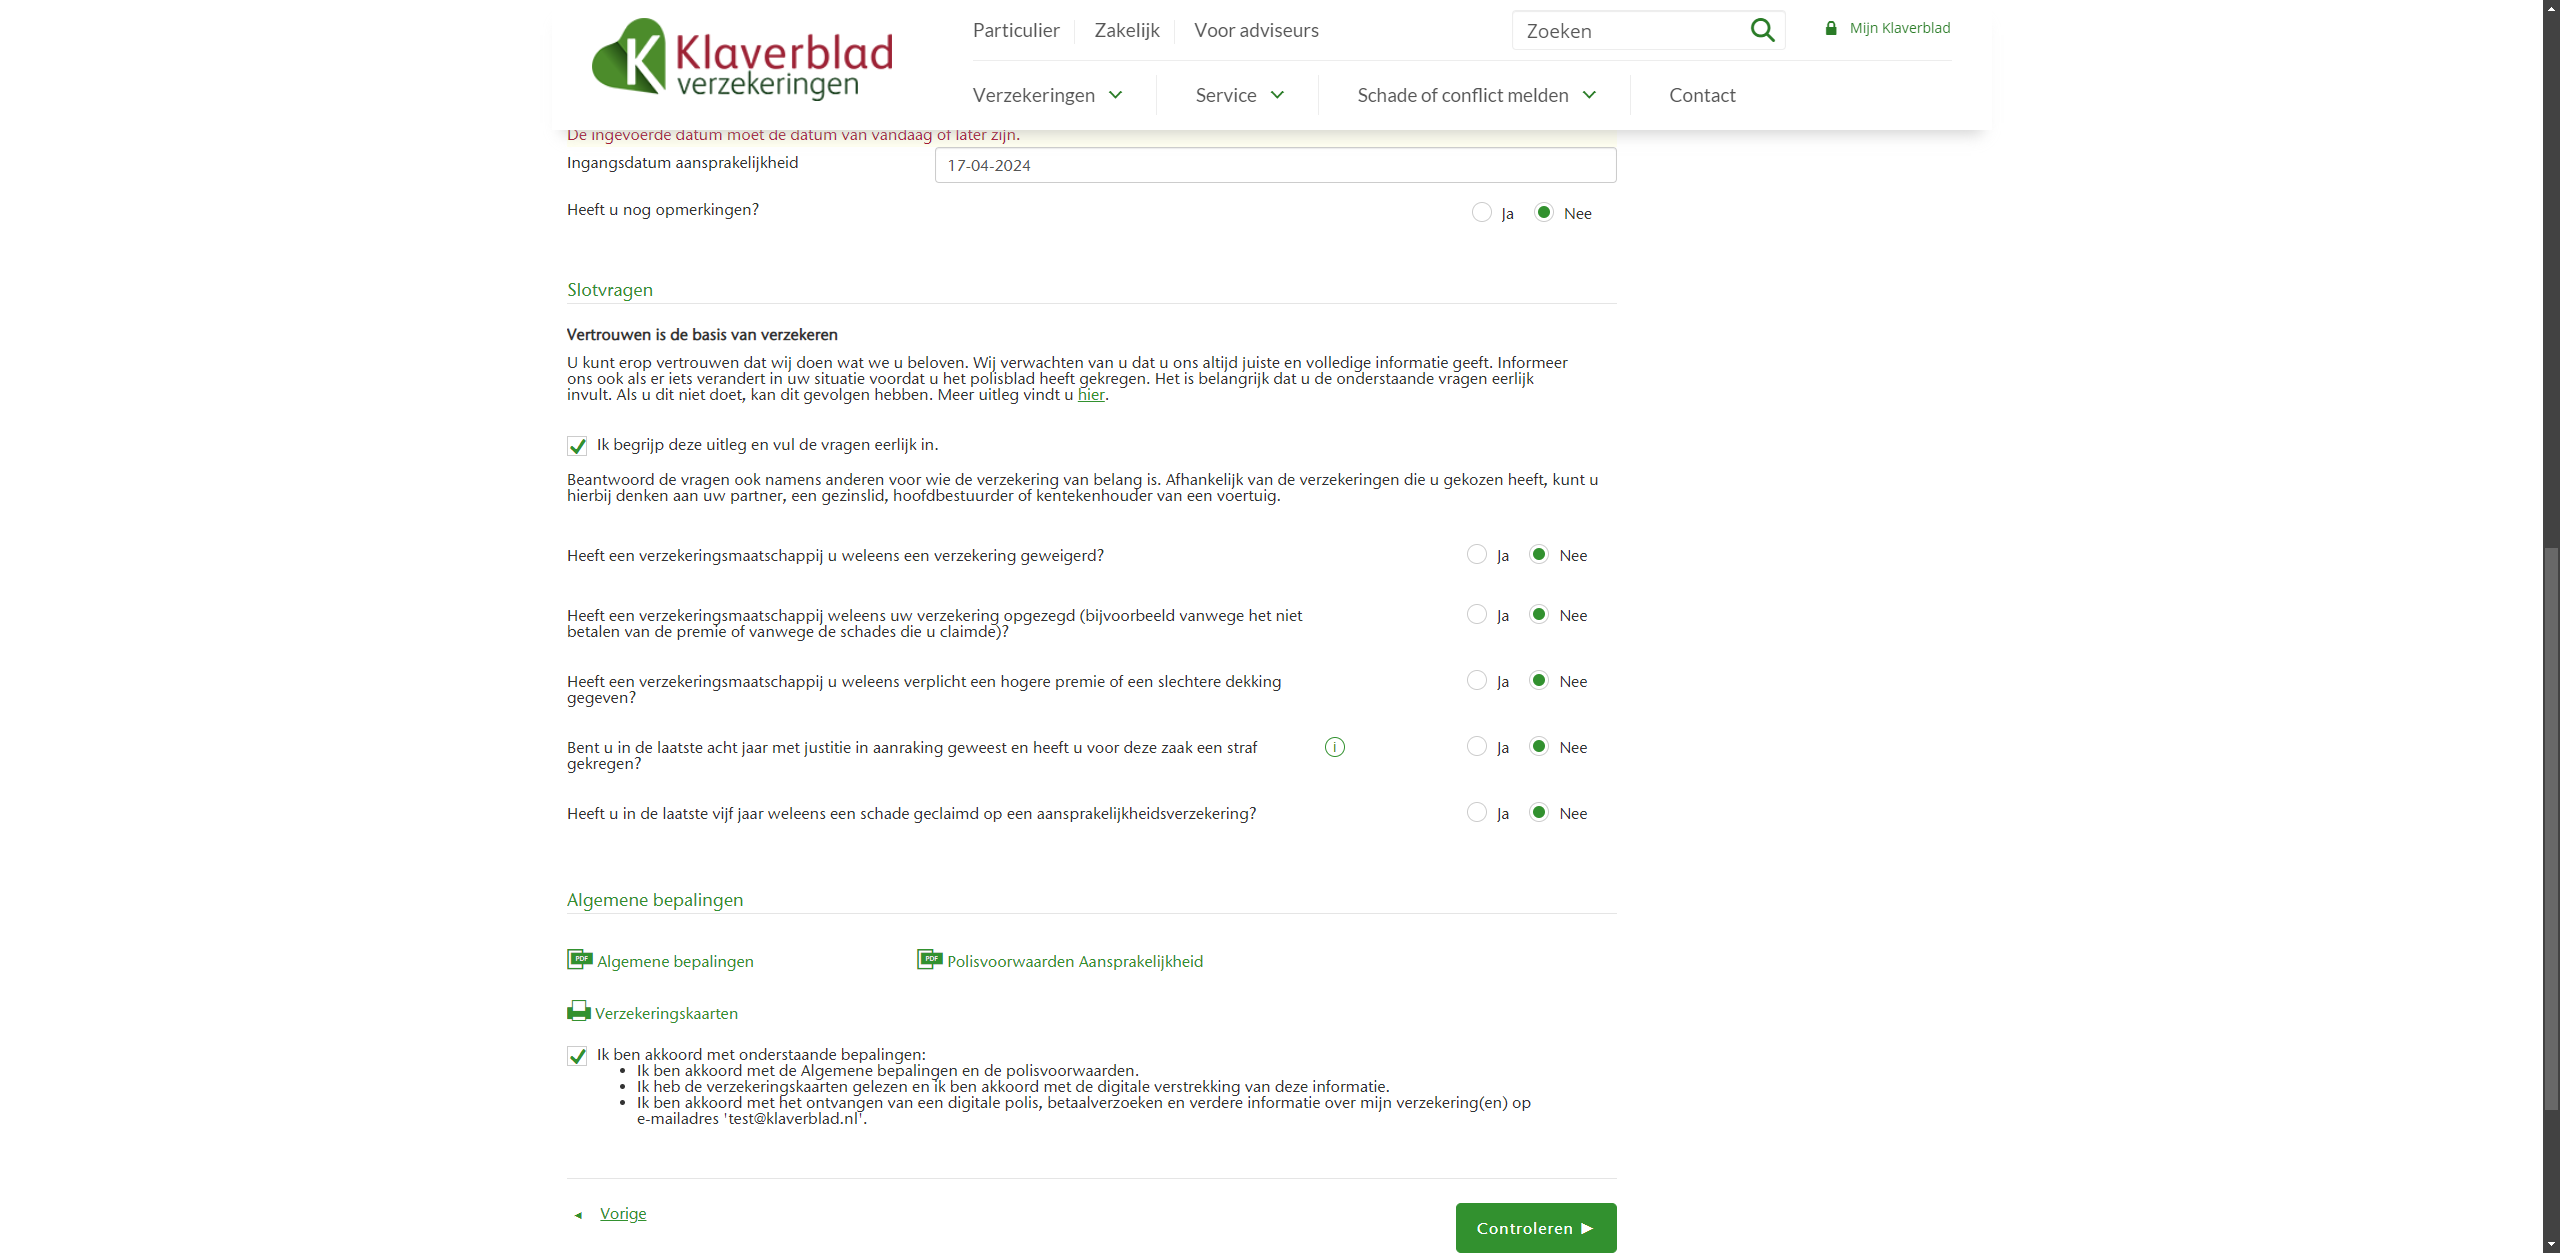 Klaverblad
verzekeringen
Particulier
Zakelijk
Voor adviseurs
Zoeken
Mijn Klaverblad
Verzekeringen
Service
Schade of conflict melden
Contact
De ingevoerde datum moet de datum van vandaag of later zijn.
Ingangsdatum aansprakelijkheid
17-04-2024
Heeft u nog opmerkingen?
Ja Nee
Slotvragen
Vertrouwen is de basis van verzekeren
U kunt erop vertrouwen dat wij doen wat we u beloven. Wij verwachten van u dat u ons altijd juiste en volledige informatie geeft. Informeer
ons ook als er iets verandert in uw situatie voordat u het polisblad heeft gekregen. Het is belangrijk dat u de onderstaande vragen eerlijk
invult. Als u dit niet doet, kan dit gevolgen hebben. Meer uitleg vindt u hier.
Ik begrijp deze uitleg en vul de vragen eerlijk in.
Beantwoord de vragen ook namens anderen voor wie de verzekering van belang is. Afhankelijk van de verzekeringen die u gekozen heeft, kunt u
hierbij denken aan uw partner, een gezinslid, hoofdbestuurder of kentekenhouder van een voertuig.
Heeft een verzekeringsmaatschappij u weleens een verzekering geweigerd?
Ja Nee
Heeft een verzekeringsmaatschappij weleens uw verzekering opgezegd (bijvoorbeeld vanwege het niet
betalen van de premie of vanwege de schades die u claimde)?
Ja Nee
Heeft een verzekeringsmaatschappij u weleens verplicht een hogere premie of een slechtere dekking
gegeven?
Ja Nee
Bent u in de laatste acht jaar met justitie in aanraking geweest en heeft u voor deze zaak een straf
gekregen?
i
Ja Nee
Heeft u in de laatste vijf jaar weleens een schade geclaimd op een aansprakelijkheidsverzekering?
Ja Nee
Algemene bepalingen
PDF Algemene bepalingen
PDF Polisvoorwaarden Aansprakelijkheid
Verzekeringskaarten
Ik ben akkoord met onderstaande bepalingen:
• Ik ben akkoord met de Algemene bepalingen en de polisvoorwaarden.
• Ik heb de verzekeringskaarten gelezen en ik ben akkoord met de digitale verstrekking van deze informatie.
• Ik ben akkoord met het ontvangen van een digitale polis, betaalverzoeken en verdere informatie over mijn verzekering(en) op
e-mailadres 'test@klaverblad.nl'.
◄ Vorige
Controleren ►